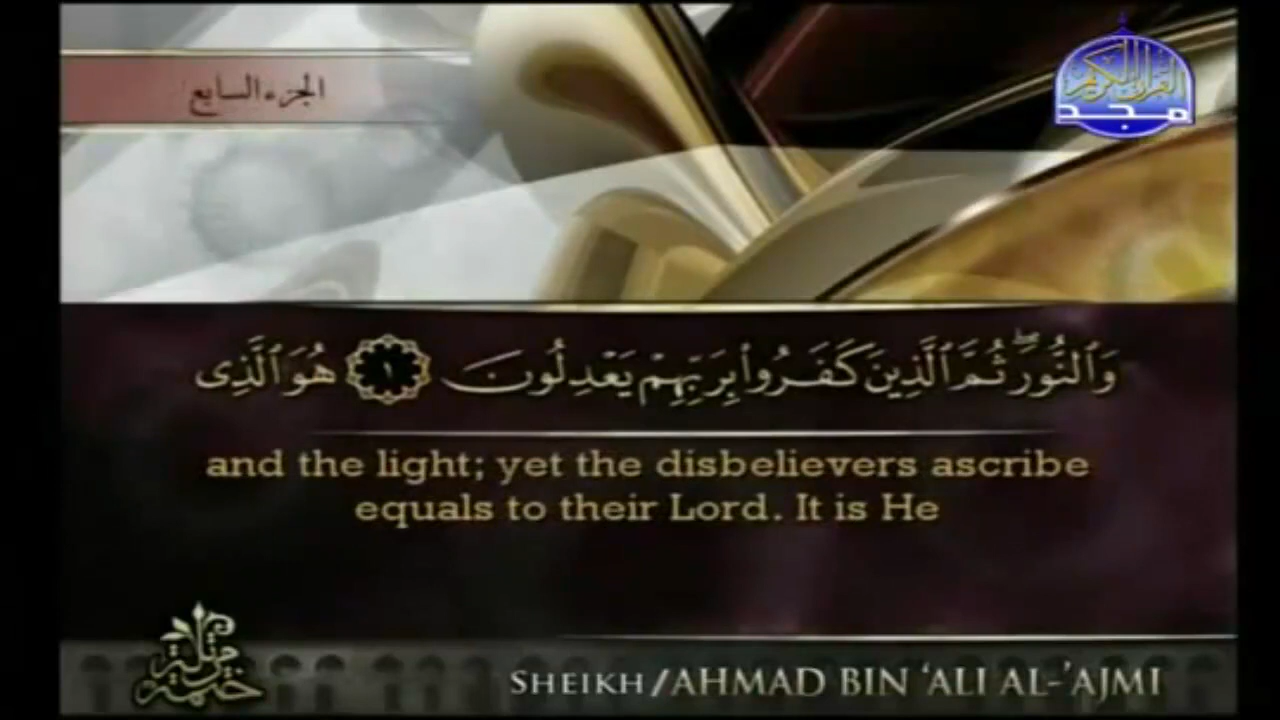 الجزء السابع
القرآن الكريم
مجد
وَٱلنُّورَ ۖ ثُمَّ ٱلَّذِينَ كَفَرُوا۟ بِرَبِّهِمْ يَعْدِلُونَ ١ هُوَ ٱلَّذِى
and the light; yet the disbelievers ascribe
equals to their Lord. It is He
ختمة مرتلة
SHEIKH/AHMAD BIN ‘ALI AL-’AJMI